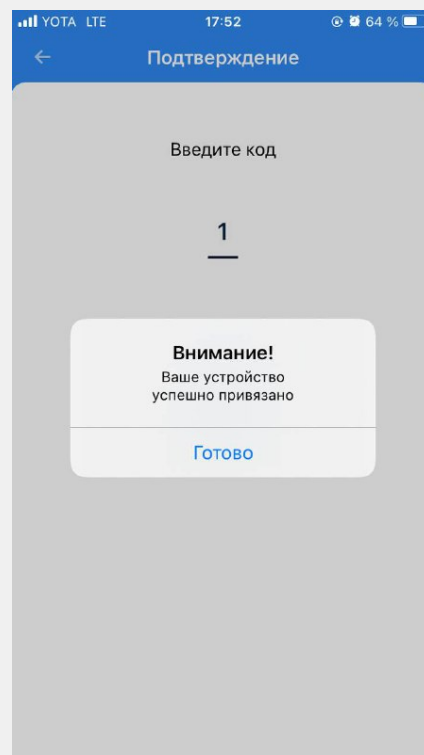 YOTA LTE 17:52 64 %
Подтверждение
Введите код
1
Внимание!
Ваше устройство
успешно привязано
Готово